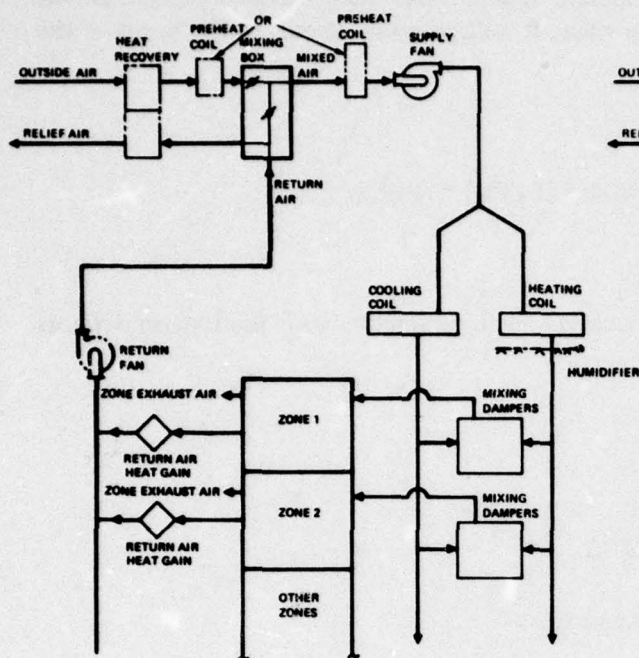 OR
HEAT
RECOVERY
PREHEAT
COIL
MIXING
BOX
MIXED
AIR
PREHEAT
COIL
SUPPLY
FAN
OUTSIDE AIR
RELIEF AIR
RETURN
AIR
COOLING
COIL
HEATING
COIL
HUMIDIFIER
RETURN
FAN
ZONE EXHAUST AIR
ZONE 1
MIXING
DAMPERS
RETURN AIR
HEAT GAIN
ZONE EXHAUST AIR
ZONE 2
MIXING
DAMPERS
RETURN AIR
HEAT GAIN
OTHER
ZONES